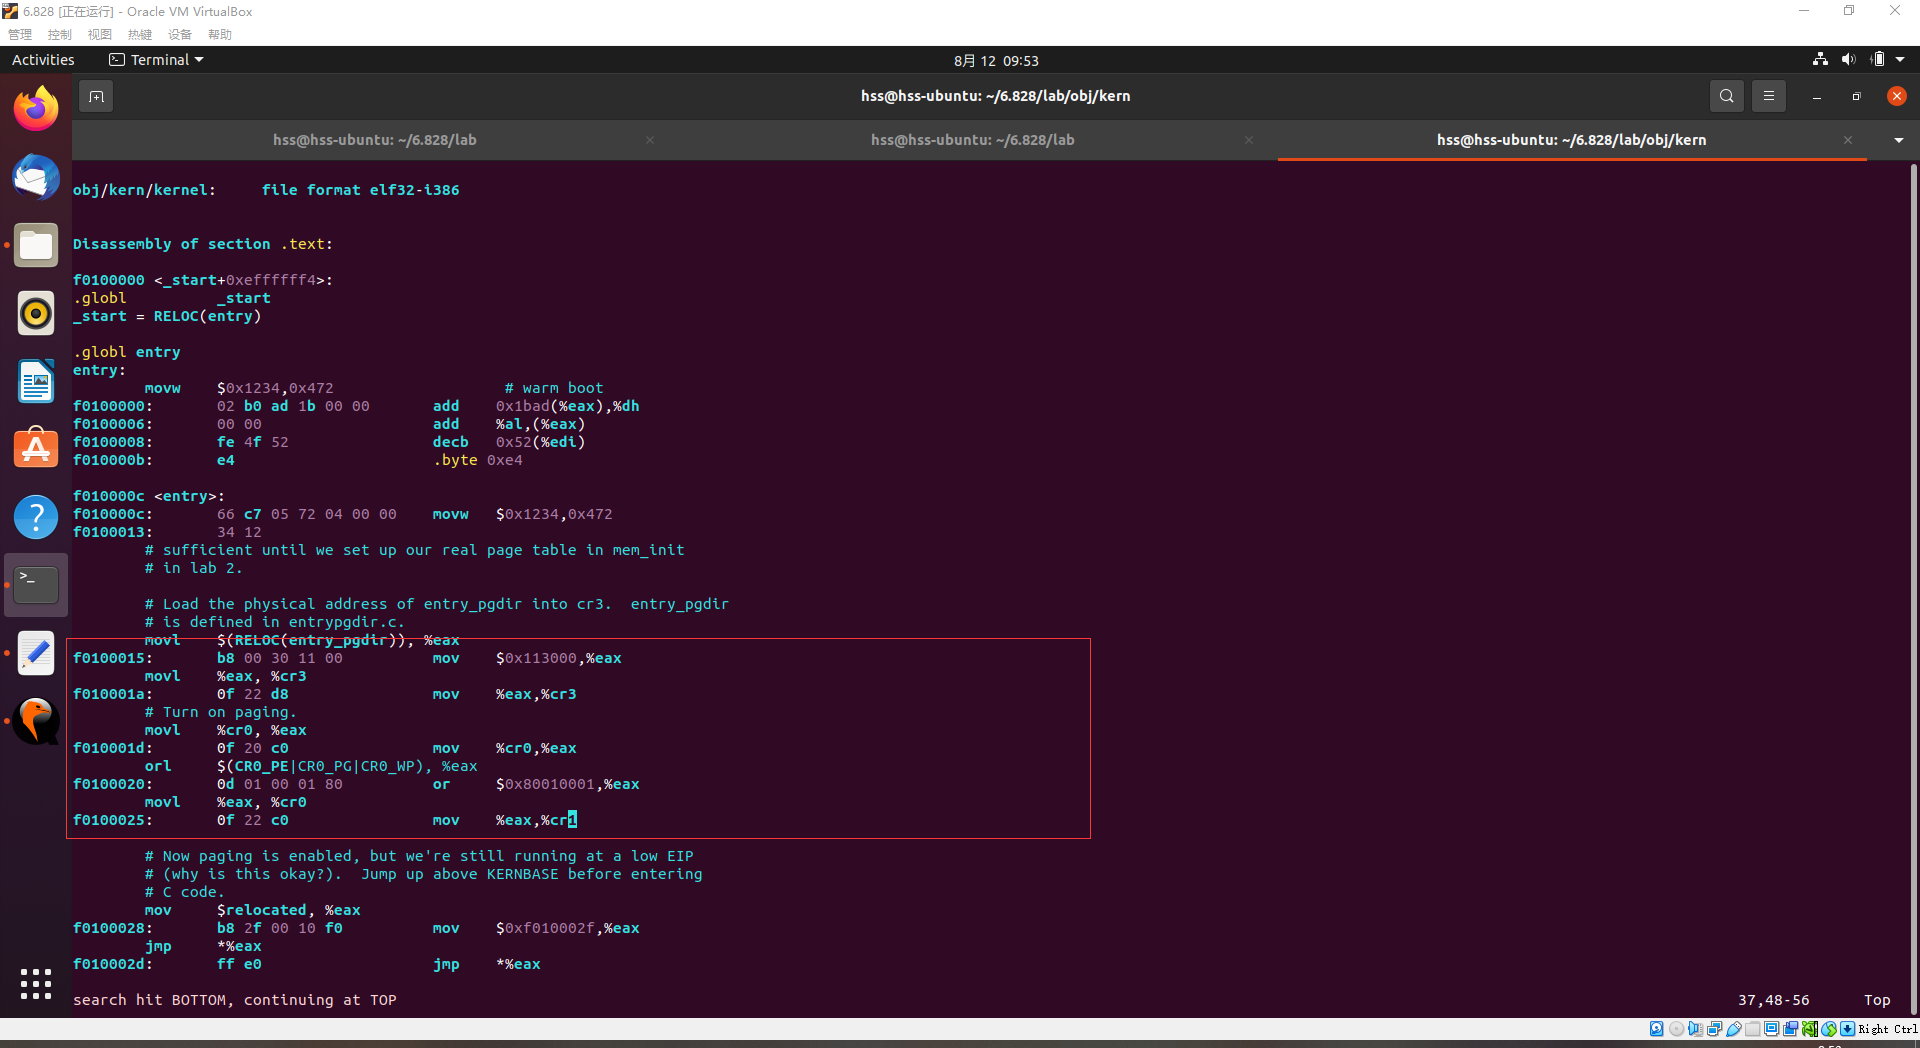 6.828 [正在运行] - Oracle VM VirtualBox
管理 控制 视图 热键 设备 帮助
Activities Terminal 8月 12 09:53
hss@hss-ubuntu: ~/6.828/lab/obj/kern
hss@hss-ubuntu: ~/6.828/lab hss@hss-ubuntu: ~/6.828/lab hss@hss-ubuntu: ~/6.828/lab/obj/kern
obj/kern/kernel:     file format elf32-i386
Disassembly of section .text:
f0100000 <_start+0xeffffff4>:
.globl          _start
_start = RELOC(entry)
.globl entry
entry:
        movw    $0x1234,0x472                   # warm boot
f0100000:       02 b0 ad 1b 00 00       add    0x1bad(%eax),%dh
f0100006:       00 00                   add    %al,(%eax)
f0100008:       fe 4f 52                decb   0x52(%edi)
f010000b:       e4                      .byte 0xe4
f010000c <entry>:
f010000c:       66 c7 05 72 04 00 00    movw   $0x1234,0x472
f0100013:       34 12
        # sufficient until we set up our real page table in mem_init
        # in lab 2.
        # Load the physical address of entry_pgdir into cr3.  entry_pgdir
        # is defined in entrypgdir.c.
        movl    $(RELOC(entry_pgdir)), %eax
f0100015:       b8 00 30 11 00          mov    $0x113000,%eax
        movl    %eax, %cr3
f010001a:       0f 22 d8                mov    %eax,%cr3
        # Turn on paging.
        movl    %cr0, %eax
f010001d:       0f 20 c0                mov    %cr0,%eax
        orl     $(CR0_PE|CR0_PG|CR0_WP), %eax
f0100020:       0d 01 00 01 80          or     $0x80010001,%eax
        movl    %eax, %cr0
f0100025:       0f 22 c0                mov    %eax,%cr1
        # Now paging is enabled, but we're still running at a low EIP
        # (why is this okay?).  Jump up above KERNBASE before entering
        # C code.
        mov     $relocated, %eax
f0100028:       b8 2f 00 10 f0          mov    $0xf010002f,%eax
        jmp     *%eax
f010002d:       ff e0                   jmp    *%eax
search hit BOTTOM, continuing at TOP 37,48-56 Top
Right Ctrl